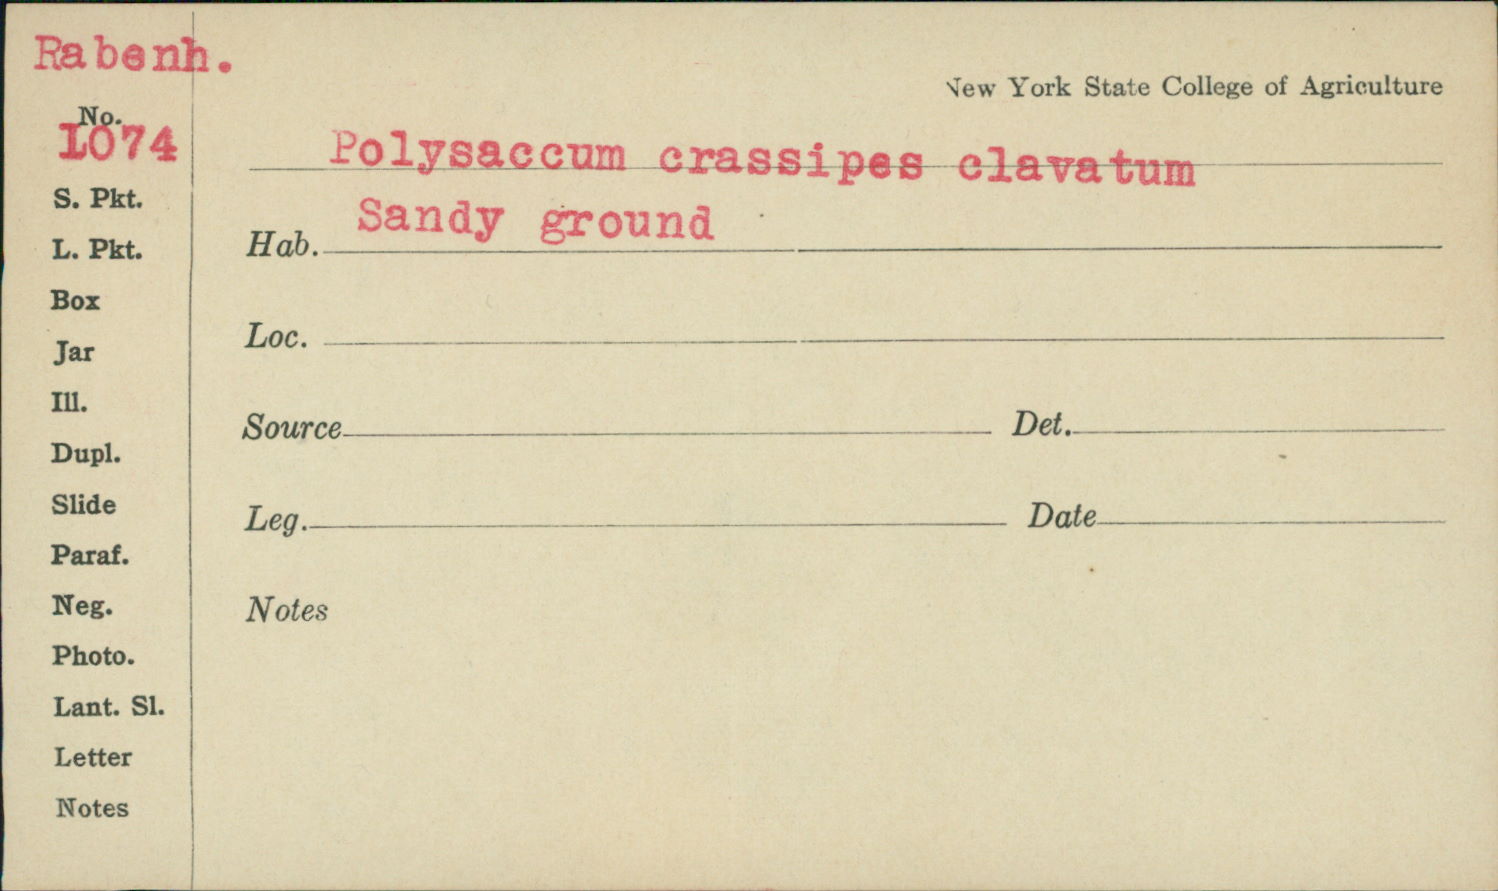 Rabenh.
New York State College of Agriculture
No.
1074
Polysaccum crassipes clavatum
S. Pkt.
Hab. Sandy ground
L. Pkt.
Box
Loc.
Jar
Ill.
Source Det.
Dupl.
Slide
Leg. Date
Paraf.
Neg.
Notes
Photo.
Lant. Sl.
Letter
Notes